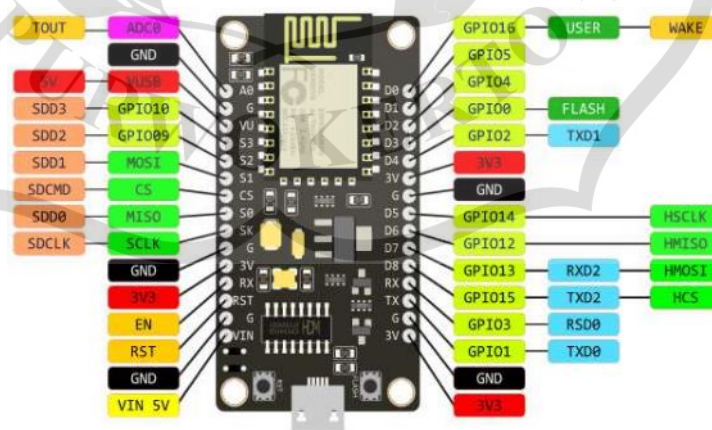 TOUT ADC0 GPIO16 USER WAKE
GND GPIO5
5V VUSB GPIO4
SDD3 GPIO10 GPIO0 FLASH
SDD2 GPIO09 GPIO2 TXD1
SDD1 MOSI 3V3
SDCMD CS GND
SDD0 MISO GPIO14 HSCLK
SDCLK SCLK GPIO12 HMISO
GND GPIO13 RXD2 HMOSI
3V3 GPIO15 TXD2 HCS
EN GPIO3 RSD0
RST GPIO1 TXD0
GND GND
VIN 5V 3V3
A0 D0
G D1
VU D2
S3 D3
S2 D4
S1 3V
CS G
S0 D5
SK D6
G D7
3V D8
RX RX
RST TX
G G
VIN 3V
RST FLASH